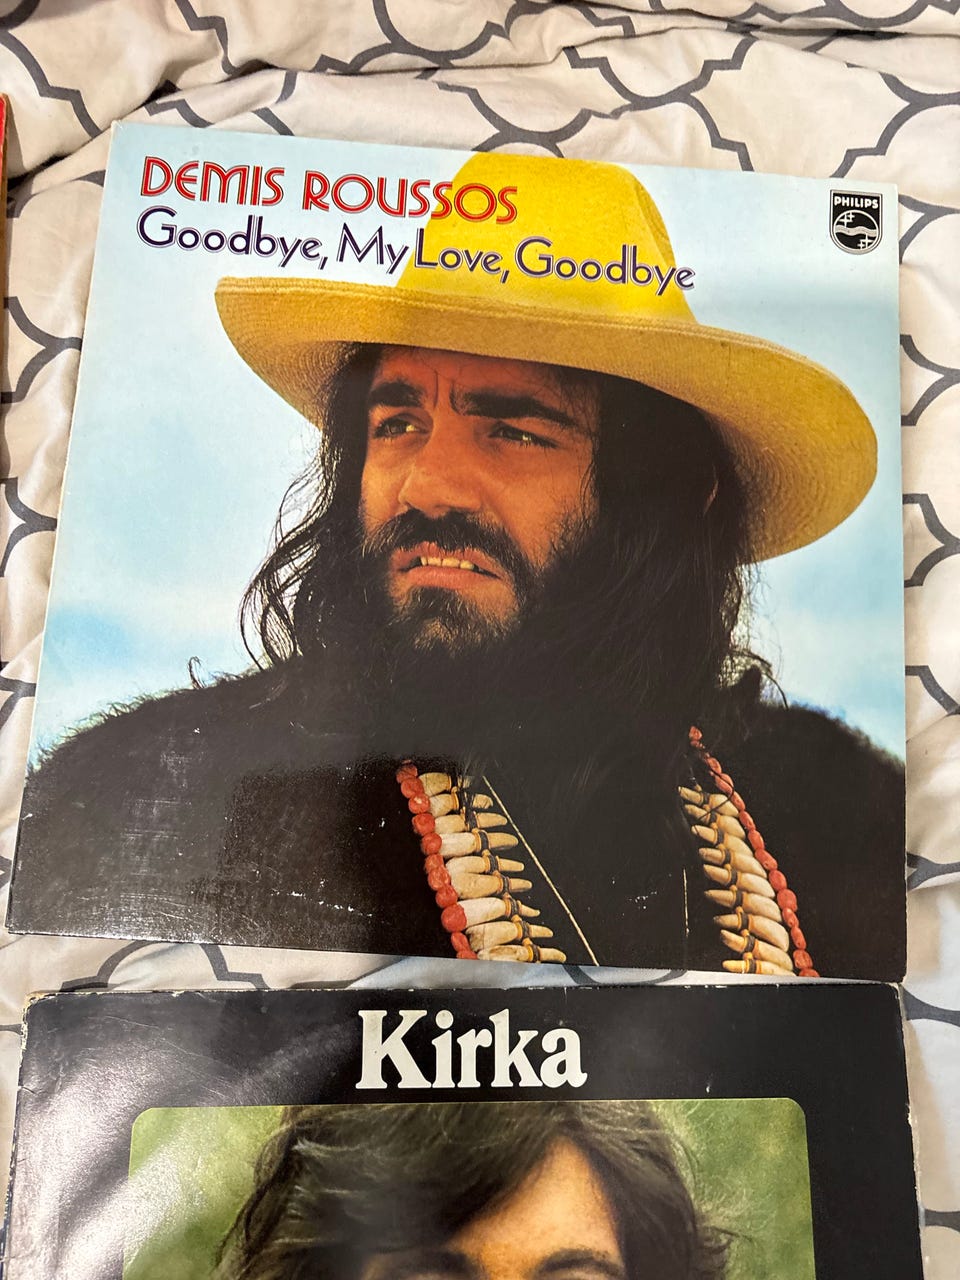 DEMIS ROUSSOS
Goodbye, My Love, Goodbye
PHILIPS
Kirka